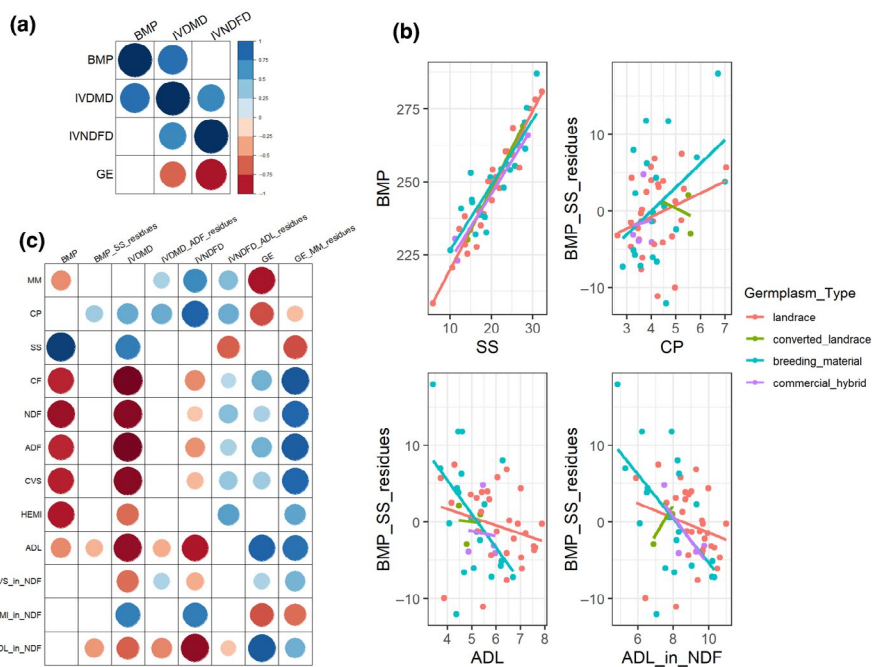 (a)
BMP
IVDMD
IVNDFD
BMP
IVDMD
IVNDFD
GE
1
0.75
0.5
0.25
0
-0.25
-0.5
-0.75
-1
(b)
275
250
225
BMP
10
20
30
SS
10
0
−10
BMP_SS_residues
3
4
5
6
7
CP
Germplasm_Type
landrace
converted_landrace
breeding_material
commercial_hybrid
10
0
−10
BMP_SS_residues
4
5
6
7
8
ADL
10
0
−10
BMP_SS_residues
6
8
10
ADL_in_NDF
(c)
BMP
BMP_SS_residues
IVDMD
IVDMD_ADF_residues
IVNDFD
IVNDFD_ADL_residues
GE
GE_MM_residues
MM
CP
SS
CF
NDF
ADF
CVS
HEMI
ADL
VS_in_NDF
MI_in_NDF
DL_in_NDF